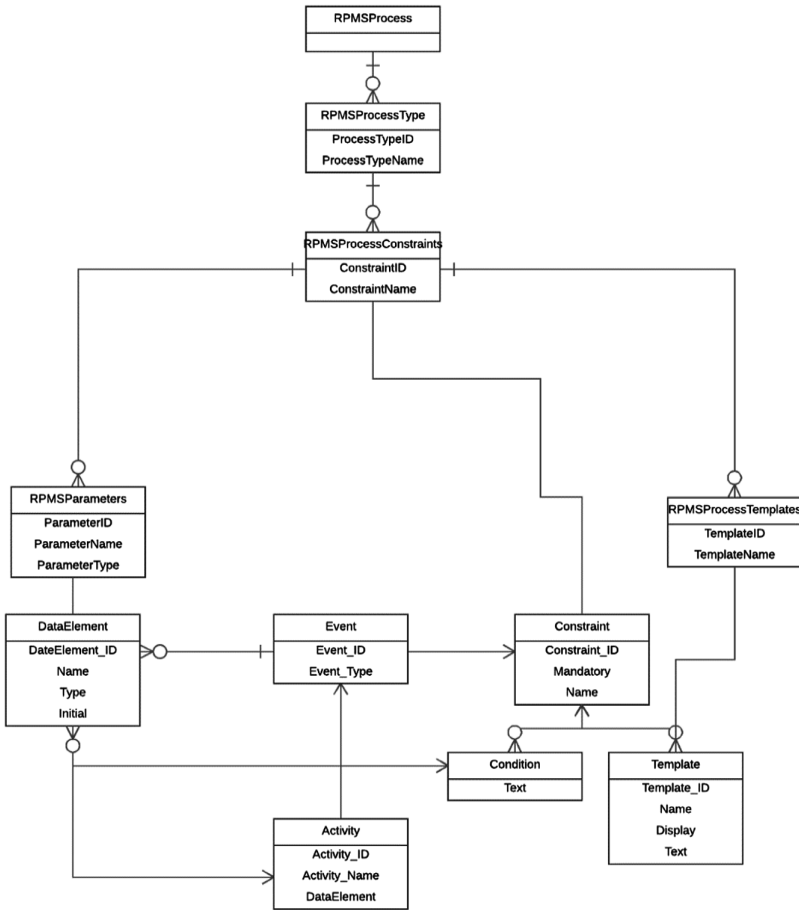 RPMSProcess
RPMSProcessType
ProcessTypeID
ProcessTypeName
RPMSProcessConstraints
ConstraintID
ConstraintName
RPMSParameters
ParameterID
ParameterName
ParameterType
RPMSProcessTemplates
TemplateID
TemplateName
DataElement
DateElement_ID
Name
Type
Initial
Event
Event_ID
Event_Type
Constraint
Constraint_ID
Mandatory
Name
Condition
Text
Template
Template_ID
Name
Display
Text
Activity
Activity_ID
Activity_Name
DataElement